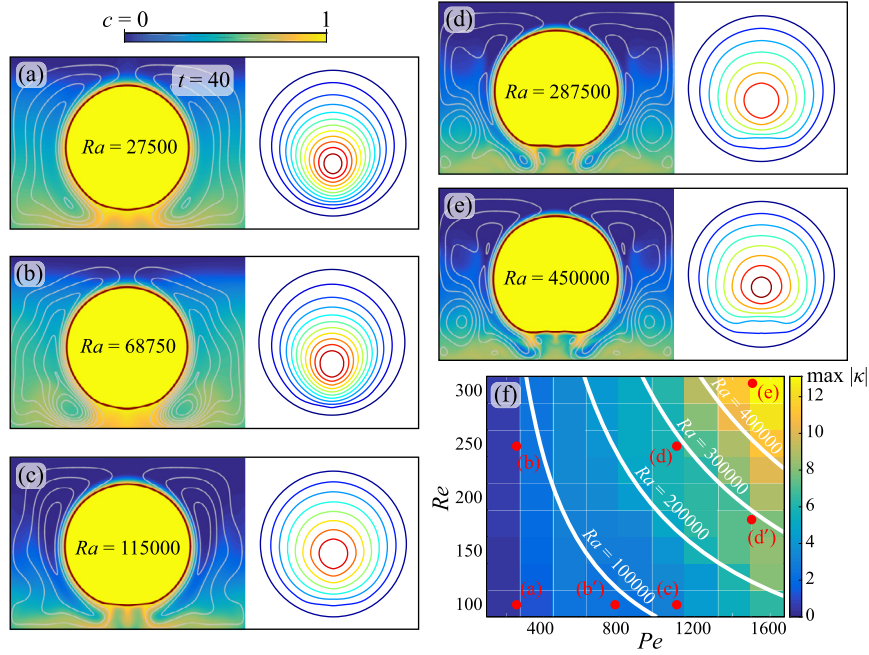 c = 0
1
(a)
t = 40
Ra = 27500
(b)
Ra = 68750
(c)
Ra = 115000
(d)
Ra = 287500
(e)
Ra = 450000
(f)
max |κ|
300
250
200
150
100
Re
400
800
1200
1600
Pe
12
10
8
6
4
2
0
(e)
(b)
(d)
(d′)
(a)
(b′)
(c)
Ra = 400000
Ra = 300000
Ra = 200000
Ra = 100000